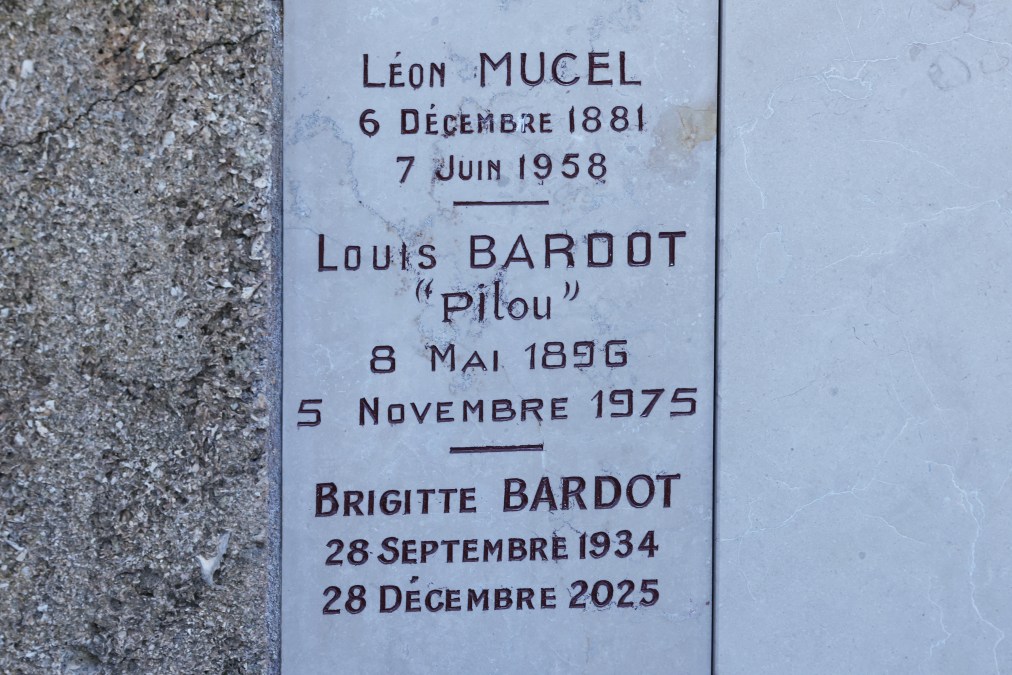 Léon MUCEL
6 Décembre 1881
7 Juin 1958
Louis BARDOT
“Pilou”
8 Mai 1896
5 Novembre 1975
Brigitte BARDOT
28 Septembre 1934
28 Décembre 2025